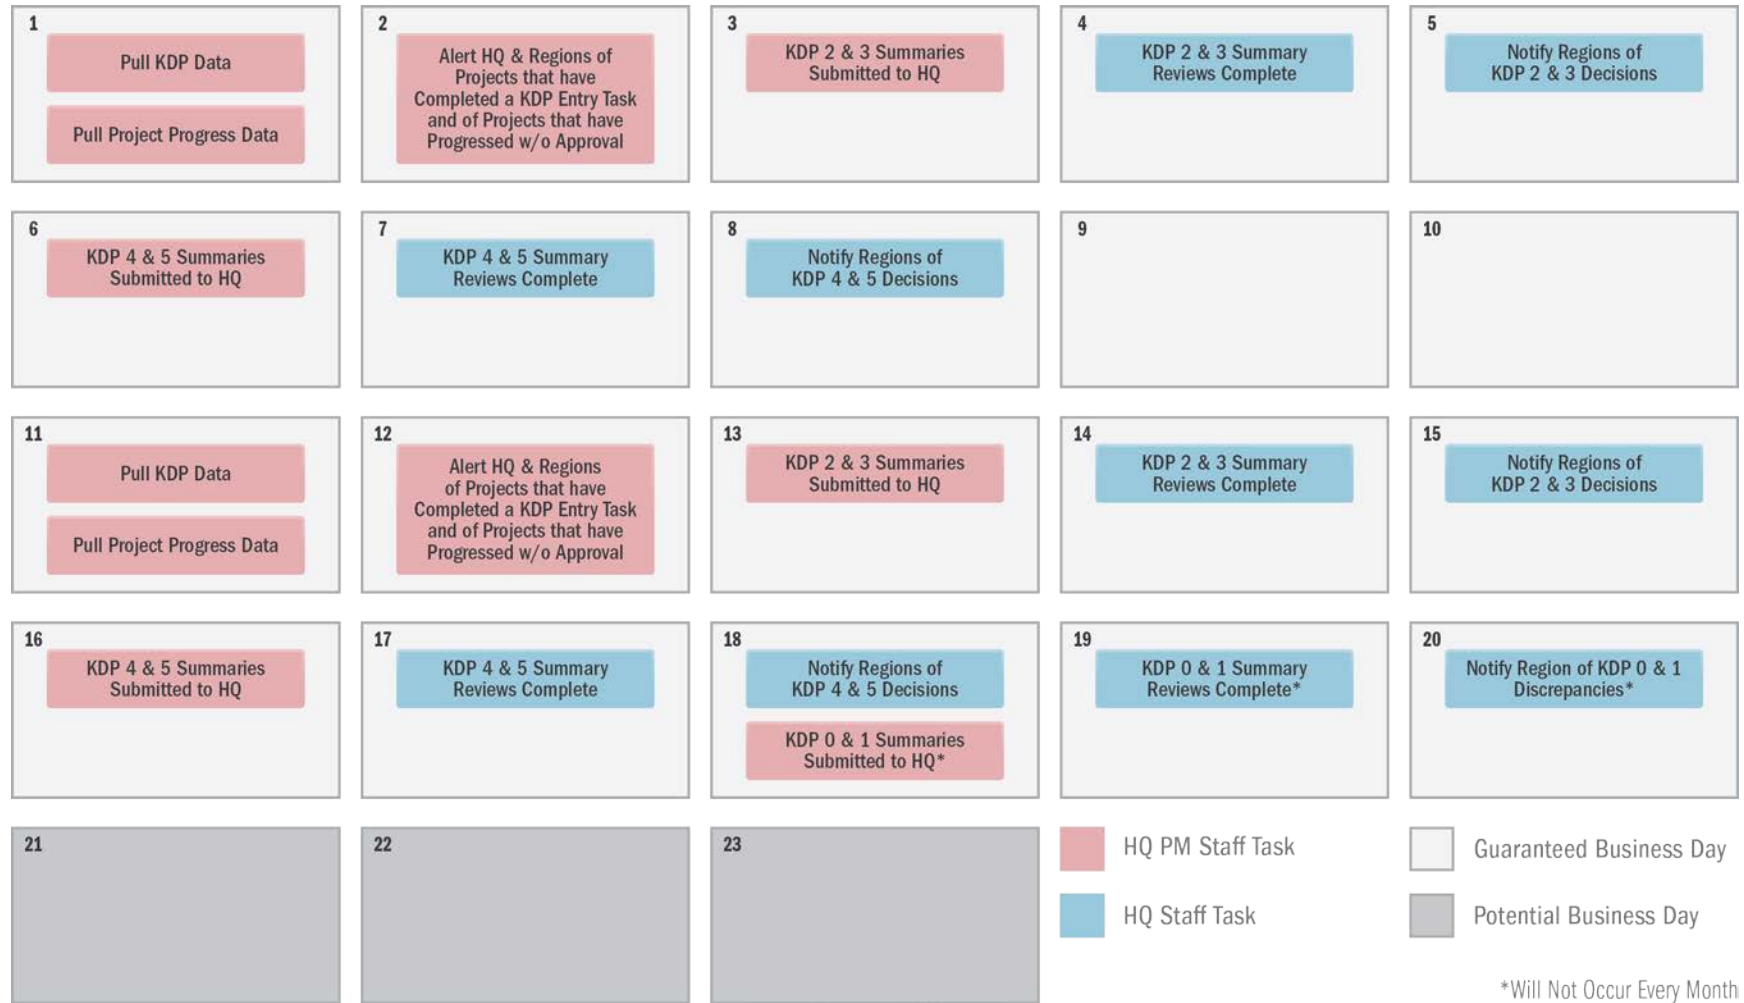 1
Pull KDP Data
Pull Project Progress Data
2
Alert HQ & Regions of
Projects that have
Completed a KDP Entry Task
and of Projects that have
Progressed w/o Approval
3
KDP 2 & 3 Summaries
Submitted to HQ
4
KDP 2 & 3 Summary
Reviews Complete
5
Notify Regions of
KDP 2 & 3 Decisions
6
KDP 4 & 5 Summaries
Submitted to HQ
7
KDP 4 & 5 Summary
Reviews Complete
8
Notify Regions of
KDP 4 & 5 Decisions
9
10
11
Pull KDP Data
Pull Project Progress Data
12
Alert HQ & Regions
of Projects that have
Completed a KDP Entry Task
and of Projects that have
Progressed w/o Approval
13
KDP 2 & 3 Summaries
Submitted to HQ
14
KDP 2 & 3 Summary
Reviews Complete
15
Notify Regions of
KDP 2 & 3 Decisions
16
KDP 4 & 5 Summaries
Submitted to HQ
17
KDP 4 & 5 Summary
Reviews Complete
18
Notify Regions of
KDP 4 & 5 Decisions
KDP 0 & 1 Summaries
Submitted to HQ*
19
KDP 0 & 1 Summary
Reviews Complete*
20
Notify Region of KDP 0 & 1
Discrepancies*
21
22
23
HQ PM Staff Task
HQ Staff Task
Guaranteed Business Day
Potential Business Day
*Will Not Occur Every Month